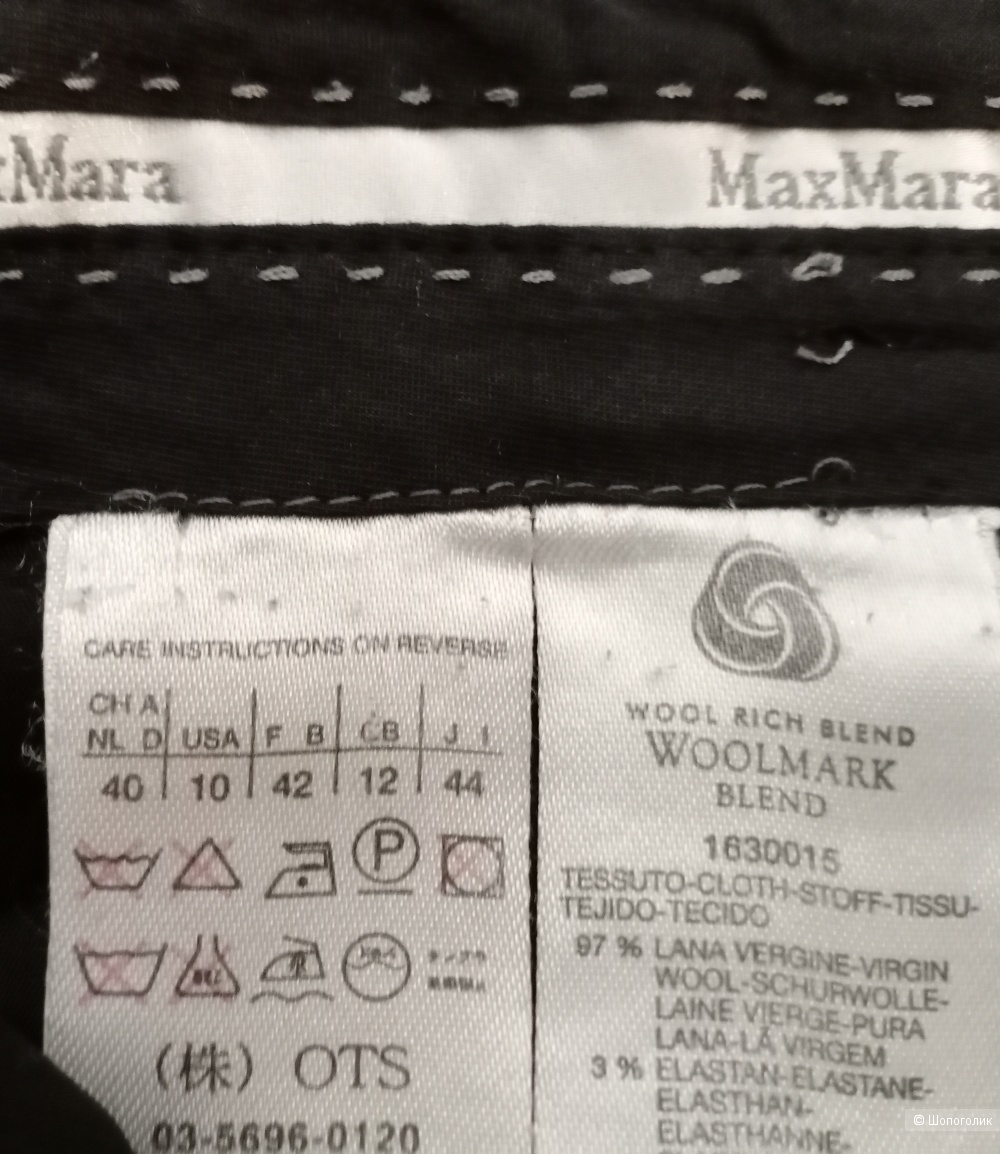 xMara MaxMara
CARE INSTRUCTIONS ON REVERSE
CH A
NL D USA F B GB J I
40 10 42 12 44
P
(株) OTS
03-5696-0120
WOOL RICH BLEND
WOOLMARK
BLEND
1630015
TESSUTO-CLOTH-STOFF-TISSU-
TEJIDO-TECIDO
97 % LANA VERGINE-VIRGIN
WOOL-SCHURWOLLE-
LAINE VIERGE-PURA
LANA-LÃ VIRGEM
3 % ELASTAN-ELASTANE-
ELASTHAN-
ELASTHANNE-
© Шопоголик